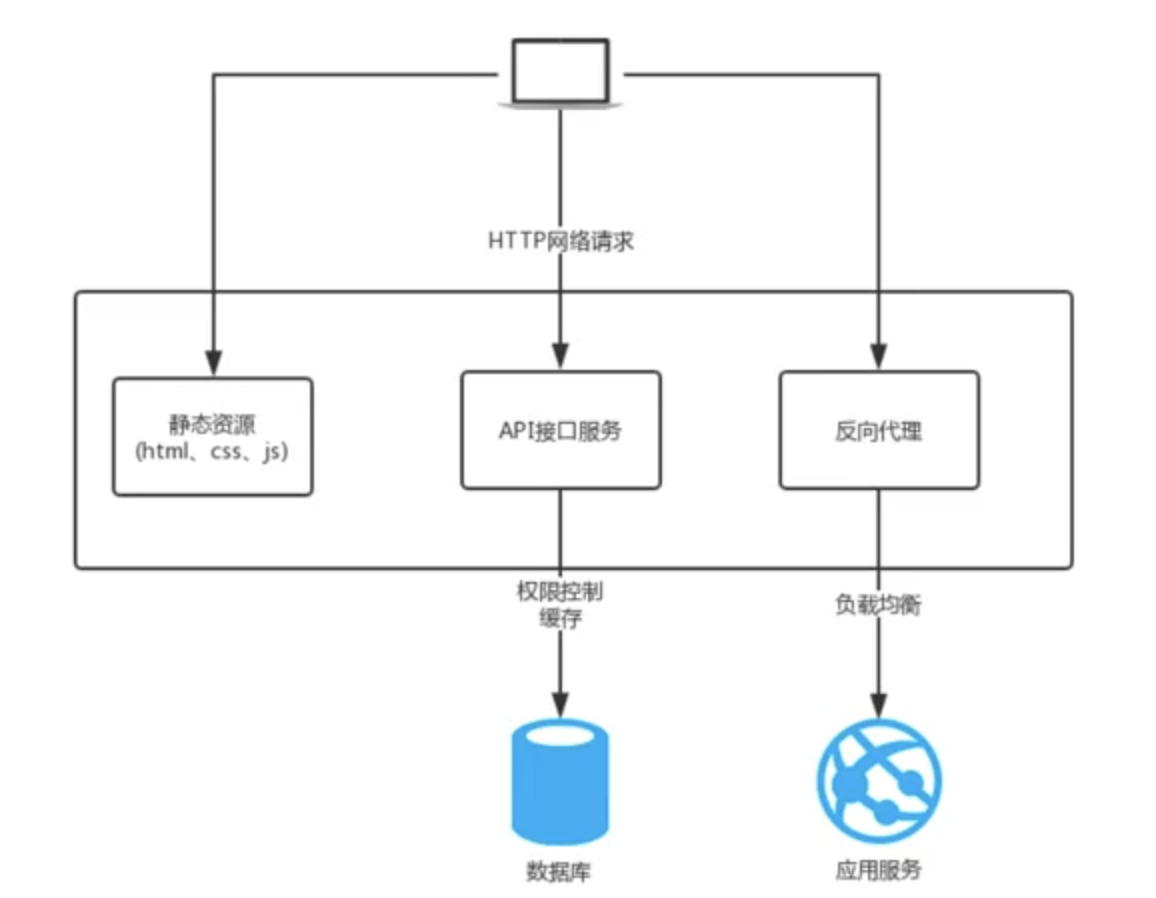 HTTP网络请求
静态资源
(html、css、js)
API接口服务
反向代理
权限控制
缓存
负载均衡
数据库
应用服务